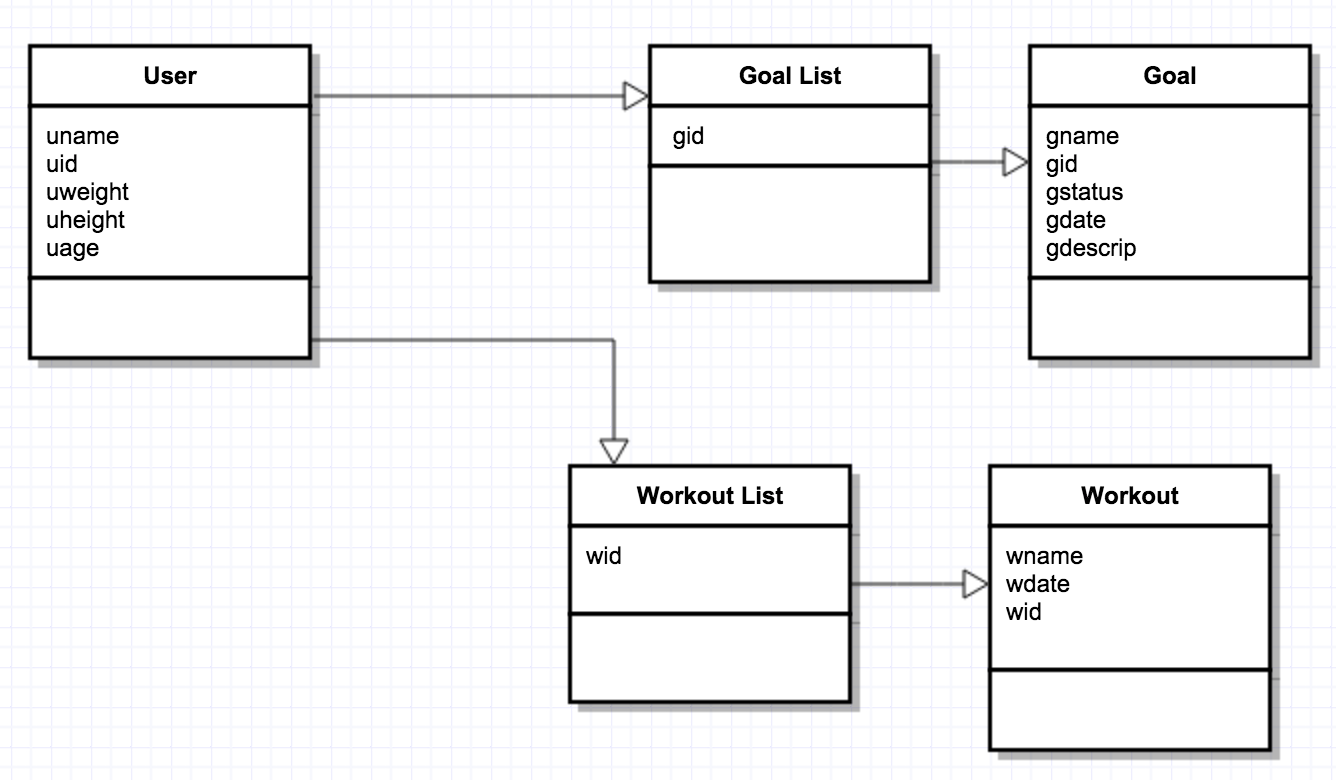 User
uname
uid
uweight
uheight
uage
Goal List
gid
Goal
gname
gid
gstatus
gdate
gdescrip
Workout List
wid
Workout
wname
wdate
wid